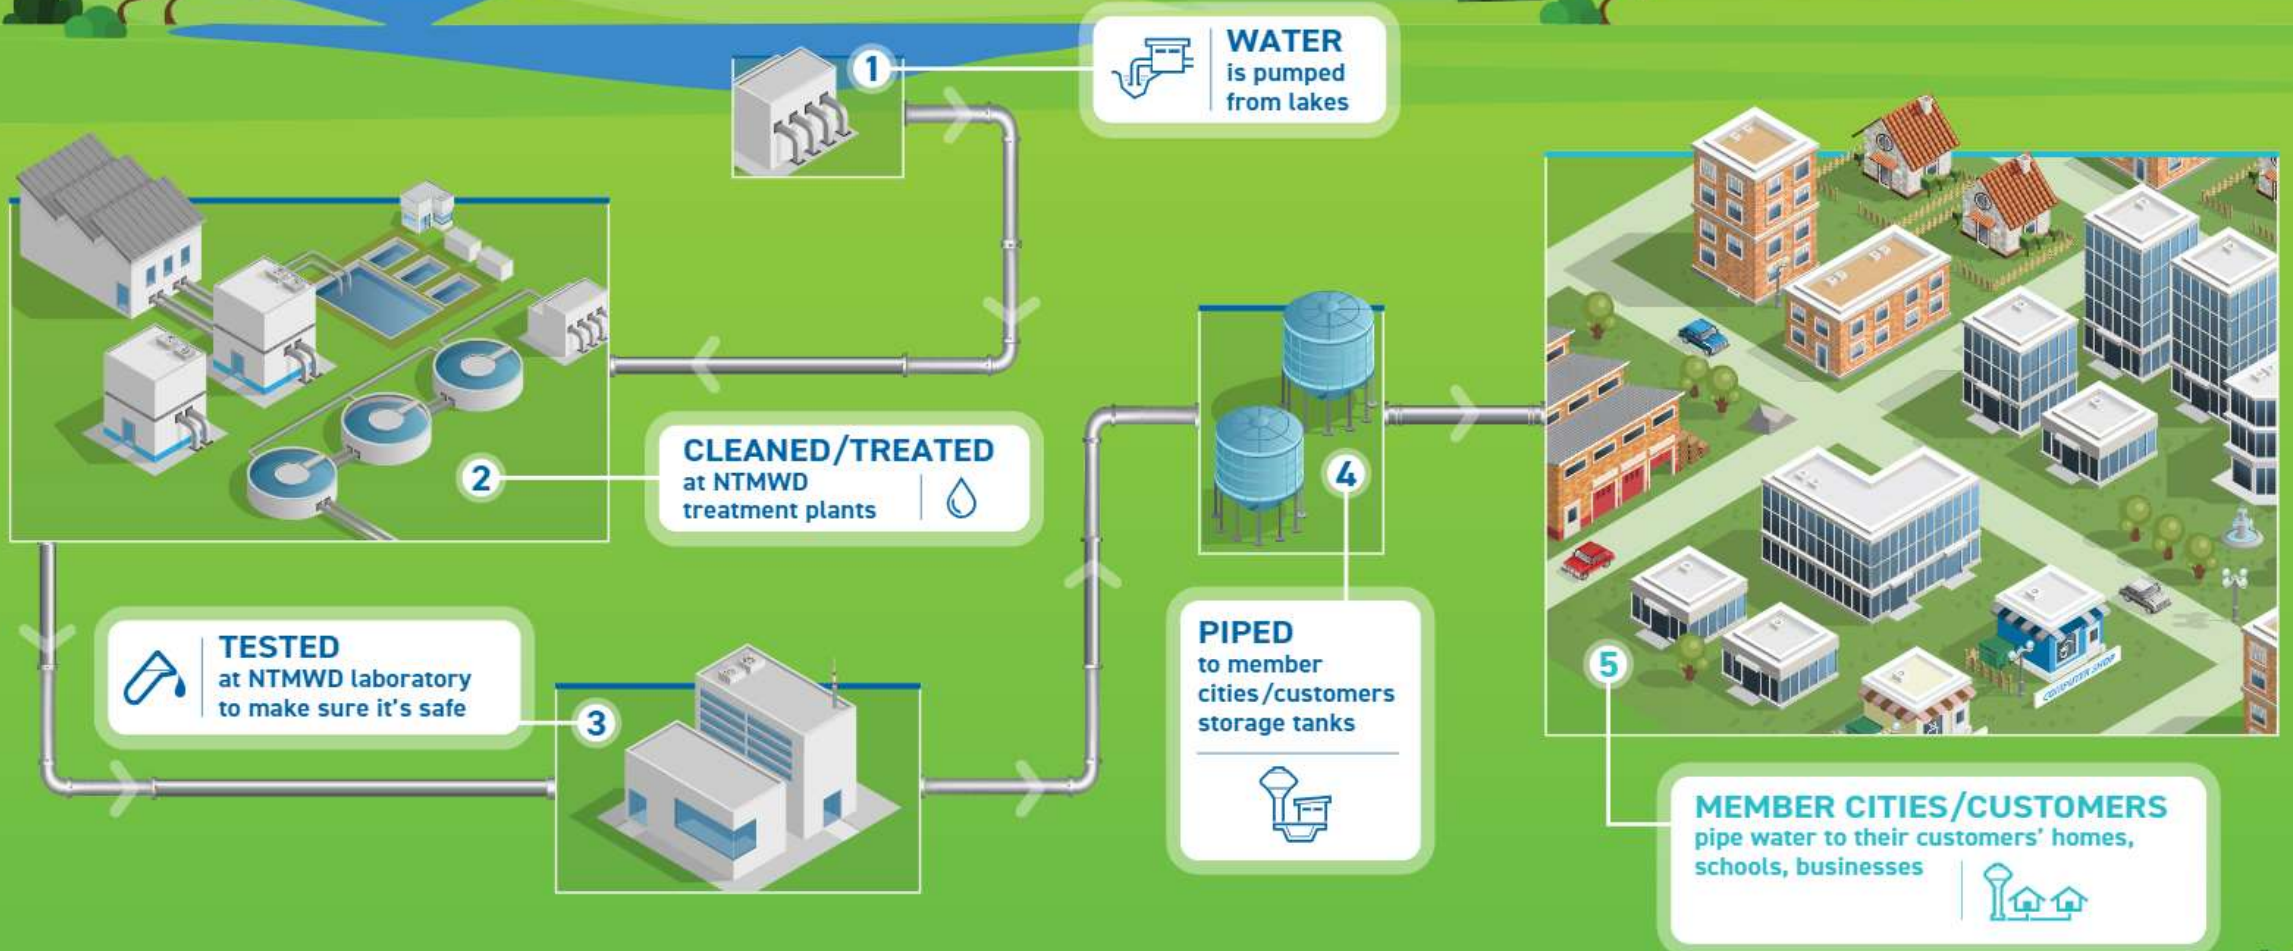 1
WATER
is pumped
from lakes
2
CLEANED/TREATED
at NTMWD
treatment plants
TESTED
at NTMWD laboratory
to make sure it's safe
3
4
PIPED
to member
cities/customers
storage tanks
5
MEMBER CITIES/CUSTOMERS
pipe water to their customers’ homes,
schools, businesses
COMPUTER SHOP